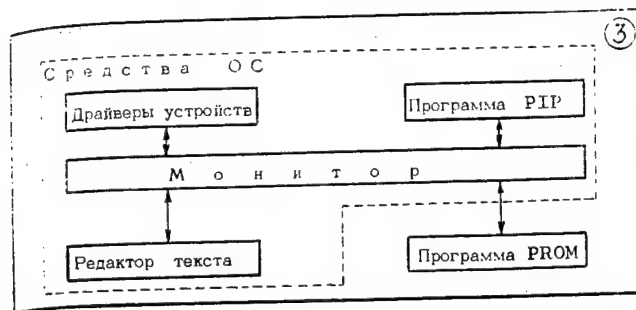 ③
Средства ОС
Драйверы устройств
Программа PIP
Монитор
Редактор текста
Программа PROM